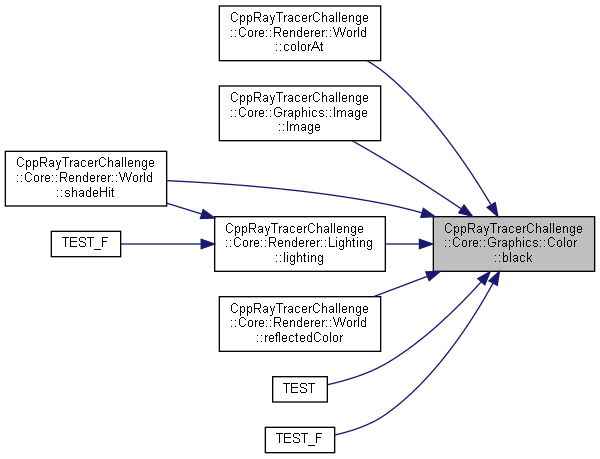 CppRayTracerChallenge
::Core::Renderer::World
::colorAt
CppRayTracerChallenge
::Core::Graphics::Image
::Image
CppRayTracerChallenge
::Core::Renderer::World
::shadeHit
CppRayTracerChallenge
::Core::Renderer::Lighting
::lighting
CppRayTracerChallenge
::Core::Graphics::Color
::black
TEST_F
CppRayTracerChallenge
::Core::Renderer::World
::reflectedColor
TEST
TEST_F